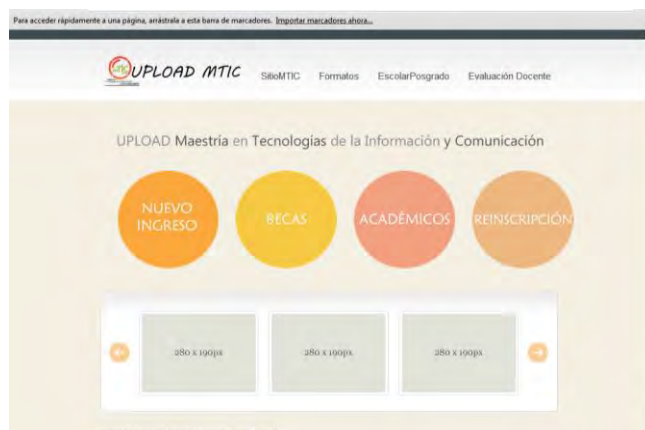 Para acceder rápidamente a una página, arrástrala a esta barra de marcadores. Importar marcadores ahora...
UPLOAD MTIC SitioMTIC Formatos EscolarPosgrado Evaluación Docente
UPLOAD Maestría en Tecnologías de la Información y Comunicación
NUEVO
INGRESO
BECAS
ACADÉMICOS
REINSCRIPCIÓN
280 x 190px
280 x 190px
280 x 190px